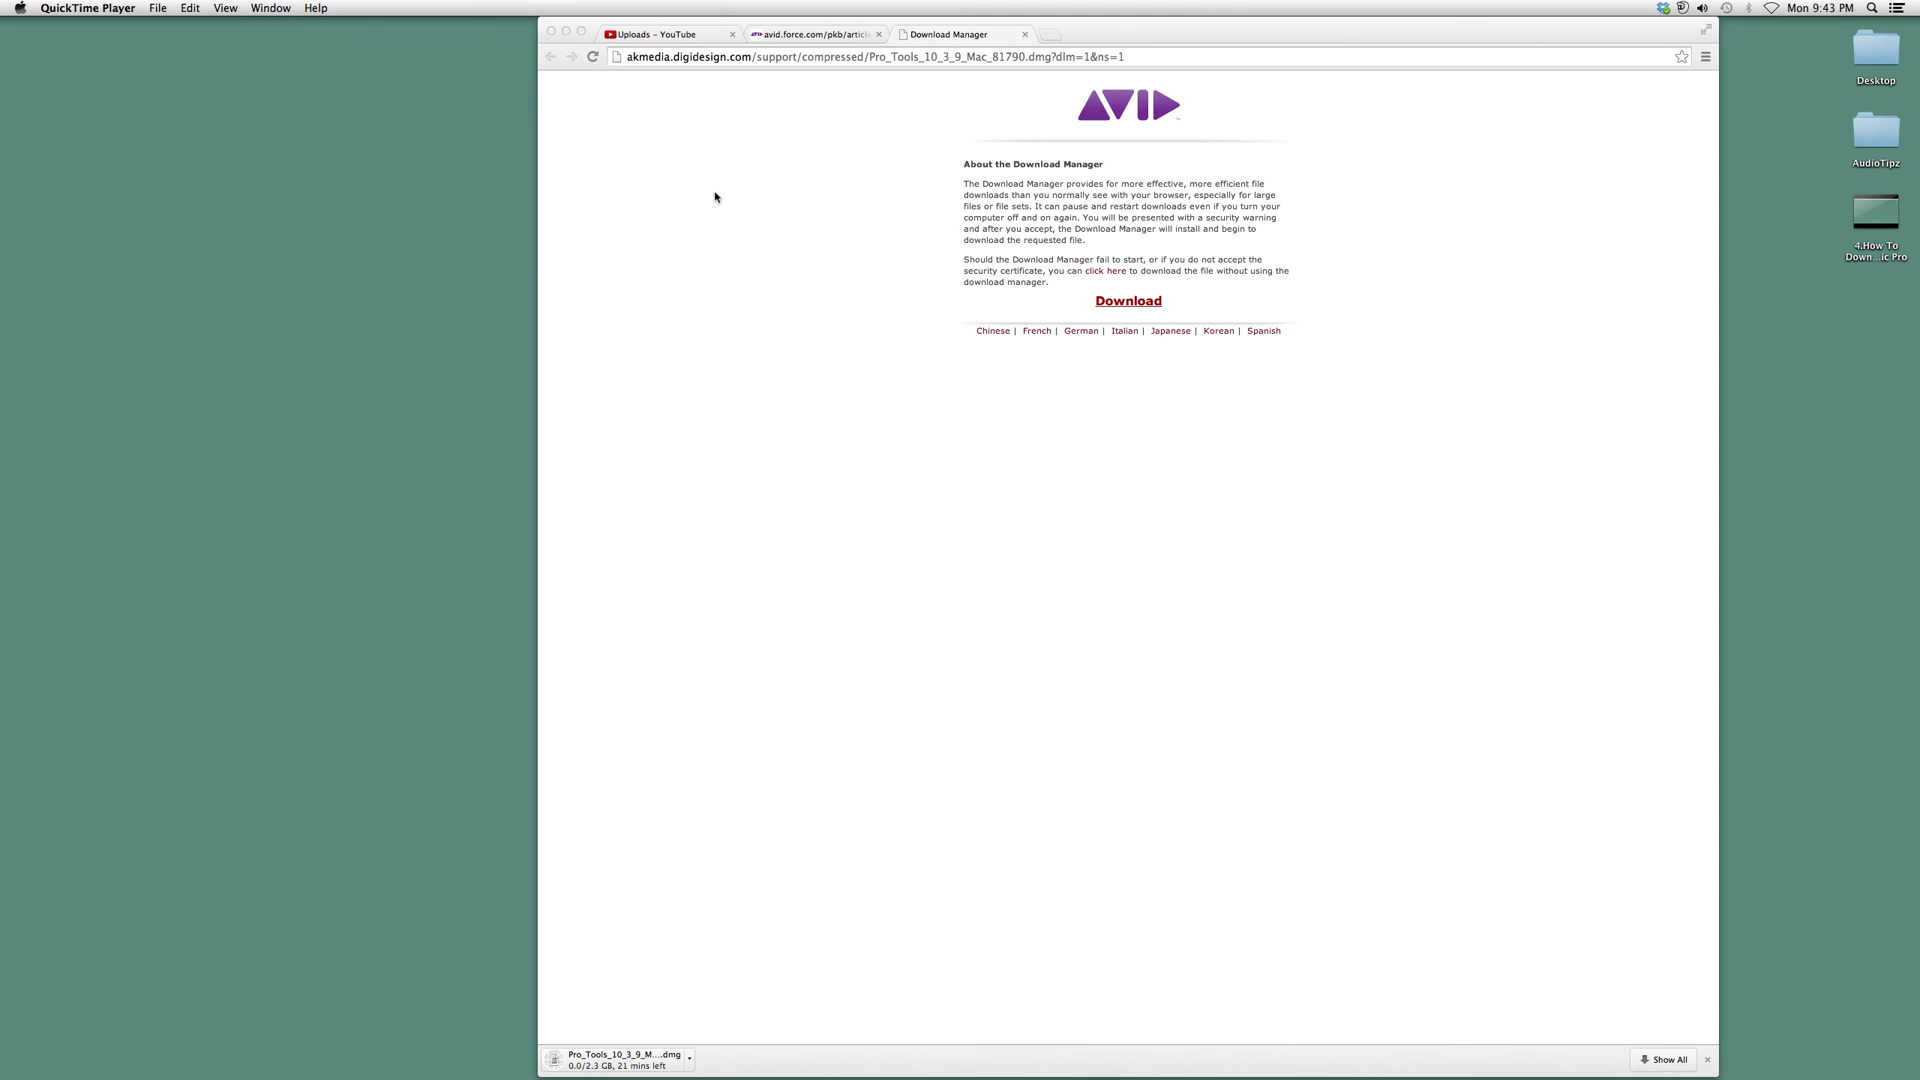 QuickTime Player File Edit View Window Help Mon 9:43 PM
Uploads – YouTube avid.force.com/pkb/articl Download Manager
akmedia.digidesign.com/support/compressed/Pro_Tools_10_3_9_Mac_81790.dmg?dlm=1&ns=1
AVID
About the Download Manager
The Download Manager provides for more effective, more efficient file
downloads than you normally see with your browser, especially for large
files or file sets. It can pause and restart downloads even if you turn your
computer off and on again. You will be presented with a security warning
and after you accept, the Download Manager will install and begin to
download the requested file.
Should the Download Manager fail to start, or if you do not accept the
security certificate, you can click here to download the file without using the
download manager.
Download
Chinese | French | German | Italian | Japanese | Korean | Spanish
Desktop
AudioTipz
4.How To
Down...ic Pro
Pro_Tools_10_3_9_M....dmg
0.0/2.3 GB, 21 mins left
Show All